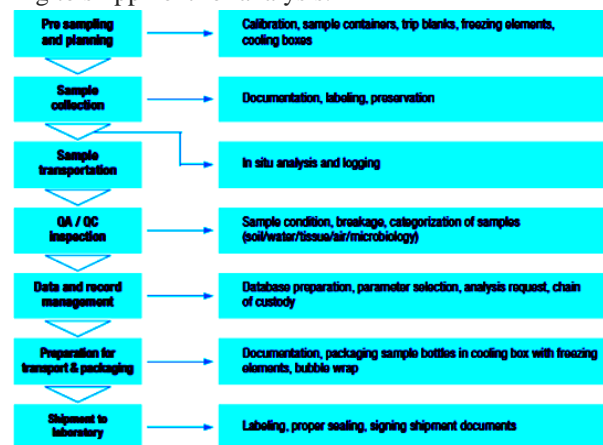 Pre sampling
and planning
Calibration, sample containers, trip blanks, freezing elements,
cooling boxes
Sample
collection
Documentation, labeling, preservation
Sample
transportation
In situ analysis and logging
QA / QC
inspection
Sample condition, breakage, categorization of samples
(soil/water/tissue/air/microbiology)
Data and record
management
Database preparation, parameter selection, analysis request, chain
of custody
Preparation for
transport & packaging
Documentation, packaging sample bottles in cooling box with freezing
elements, bubble wrap
Shipment to
laboratory
Labeling, proper sealing, signing shipment documents